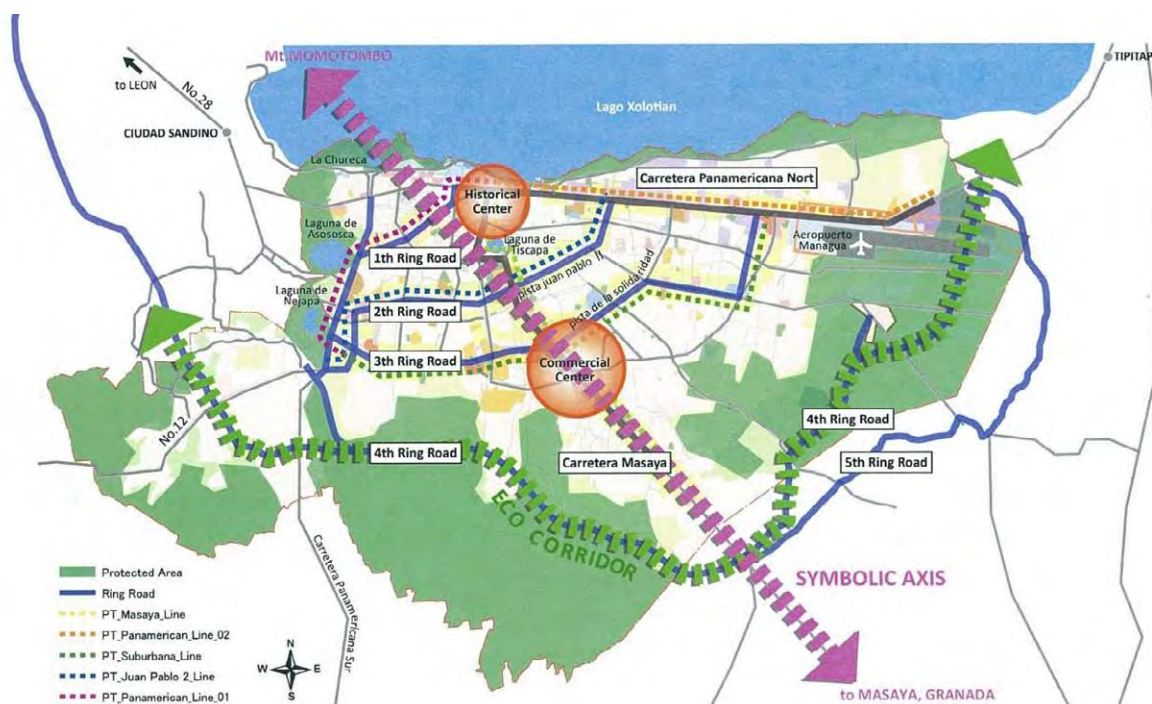 Mt.MOMOTOMBO
TIPITAP
to LEON
No.28
Lago Xolotlan
CIUDAD SANDINO
La Chureca
Carretera Panamericana Nort
Historical
Center
Laguna de
Asososca
Laguna de
Tiscapa
Aeropuerto
Managua
1th Ring Road
pista juan pablo II
pista de la solidaridad
Laguna de
Nejapa
2th Ring Road
3th Ring Road
Commercial
Center
No.12
4th Ring Road
4th Ring Road
Carretera Masaya
5th Ring Road
ECO CORRIDOR
SYMBOLIC AXIS
Carretera Panamericana Sur
Protected Area
Ring Road
PT_Masaya_Line
PT_Panamerican_Line_02
PT_Suburbana_Line
PT_Juan Pablo 2_Line
PT_Panamerican_Line_01
N
W E
S
to MASAYA, GRANADA